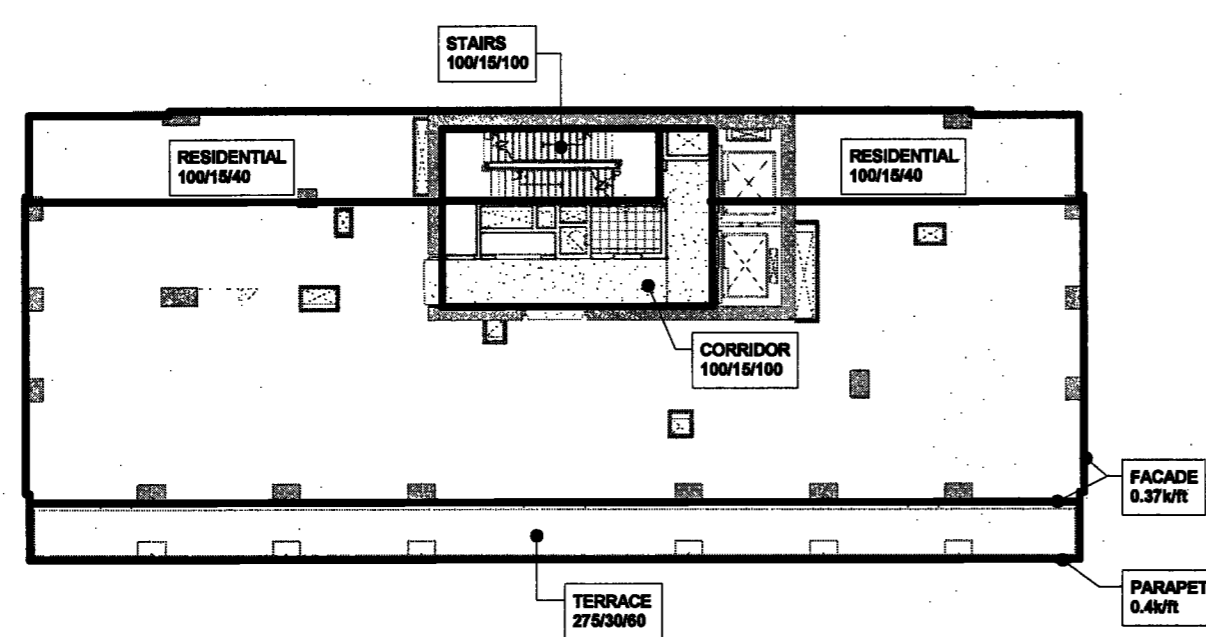 STAIRS
100/15/100
RESIDENTIAL
100/15/40
RESIDENTIAL
100/15/40
CORRIDOR
100/15/100
FACADE
0.37k/ft
PARAPET
0.4k/ft
TERRACE
275/30/60